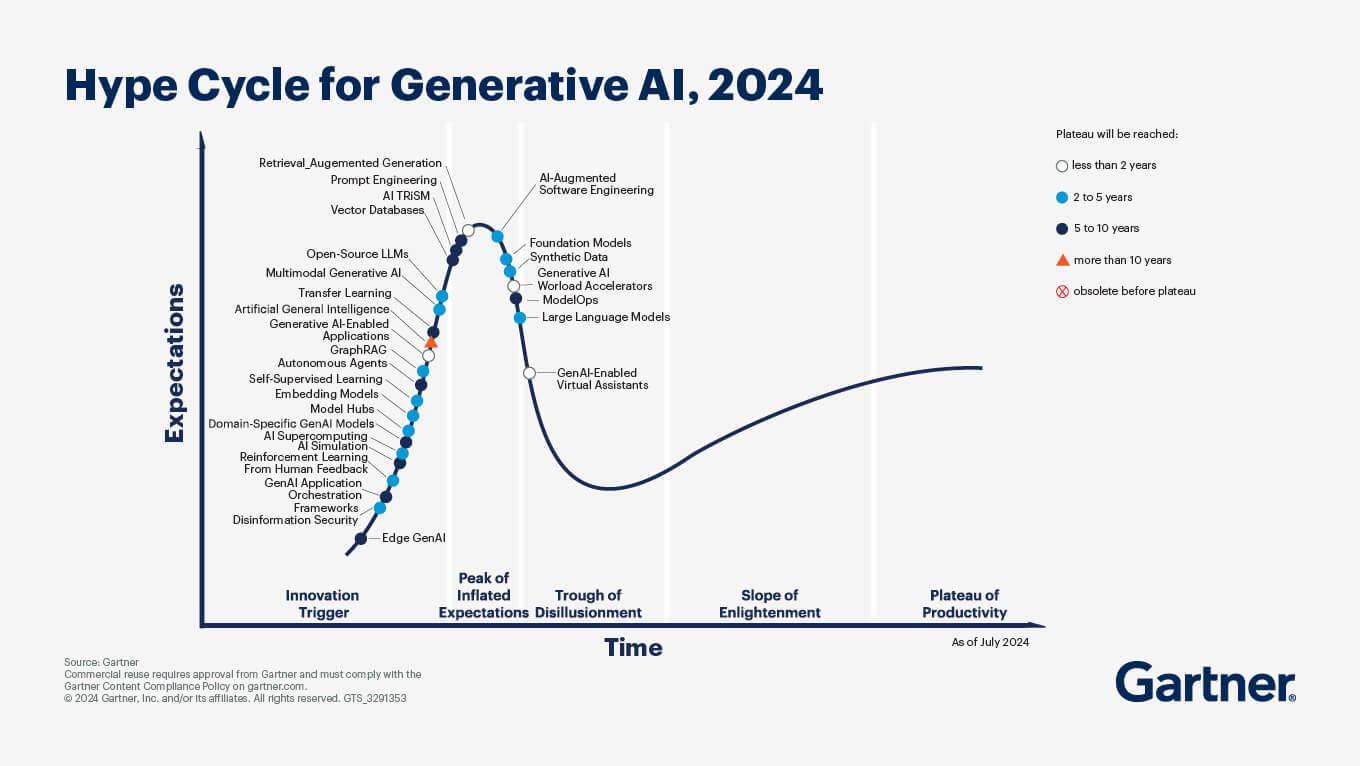 Hype Cycle for Generative AI, 2024
Plateau will be reached:
less than 2 years
2 to 5 years
5 to 10 years
more than 10 years
obsolete before plateau
Expectations
Retrieval_Augemented Generation
Prompt Engineering
AI TRiSM
Vector Databases
Open-Source LLMs
Multimodal Generative AI
Transfer Learning
Artificial General Intelligence
Generative AI-Enabled
Applications
GraphRAG
Autonomous Agents
Self-Supervised Learning
Embedding Models
Model Hubs
Domain-Specific GenAI Models
AI Supercomputing
AI Simulation
Reinforcement Learning
From Human Feedback
GenAI Application
Orchestration
Frameworks
Disinformation Security
Edge GenAI
AI-Augmented
Software Engineering
Foundation Models
Synthetic Data
Generative AI
Worload Accelerators
ModelOps
Large Language Models
GenAI-Enabled
Virtual Assistants
Innovation
Trigger
Peak of
Inflated
Expectations
Trough of
Disillusionment
Slope of
Enlightenment
Plateau of
Productivity
Time
As of July 2024
Source: Gartner
Commercial reuse requires approval from Gartner and must comply with the
Gartner Content Compliance Policy on gartner.com.
© 2024 Gartner, Inc. and/or its affiliates. All rights reserved. GTS_3291353
Gartner®